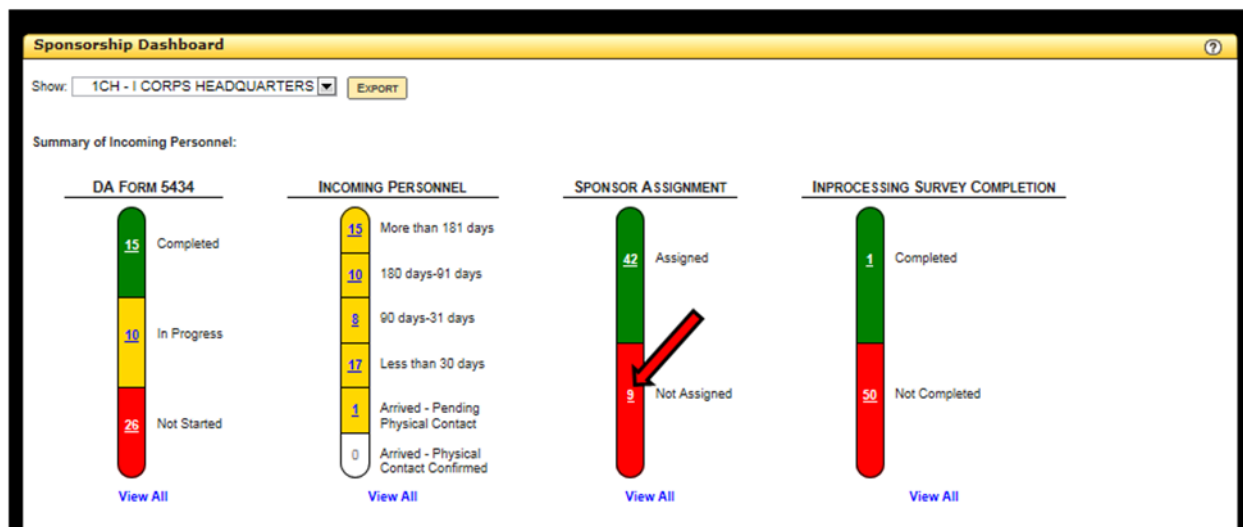 Sponsorship Dashboard
?
Show: 1CH - I CORPS HEADQUARTERS EXPORT
Summary of Incoming Personnel:
DA FORM 5434
15 Completed
10 In Progress
26 Not Started
View All
INCOMING PERSONNEL
15 More than 181 days
10 180 days-91 days
8 90 days-31 days
17 Less than 30 days
1 Arrived - Pending
Physical Contact
0 Arrived - Physical
Contact Confirmed
View All
SPONSOR ASSIGNMENT
42 Assigned
9 Not Assigned
View All
INPROCESSING SURVEY COMPLETION
1 Completed
50 Not Completed
View All